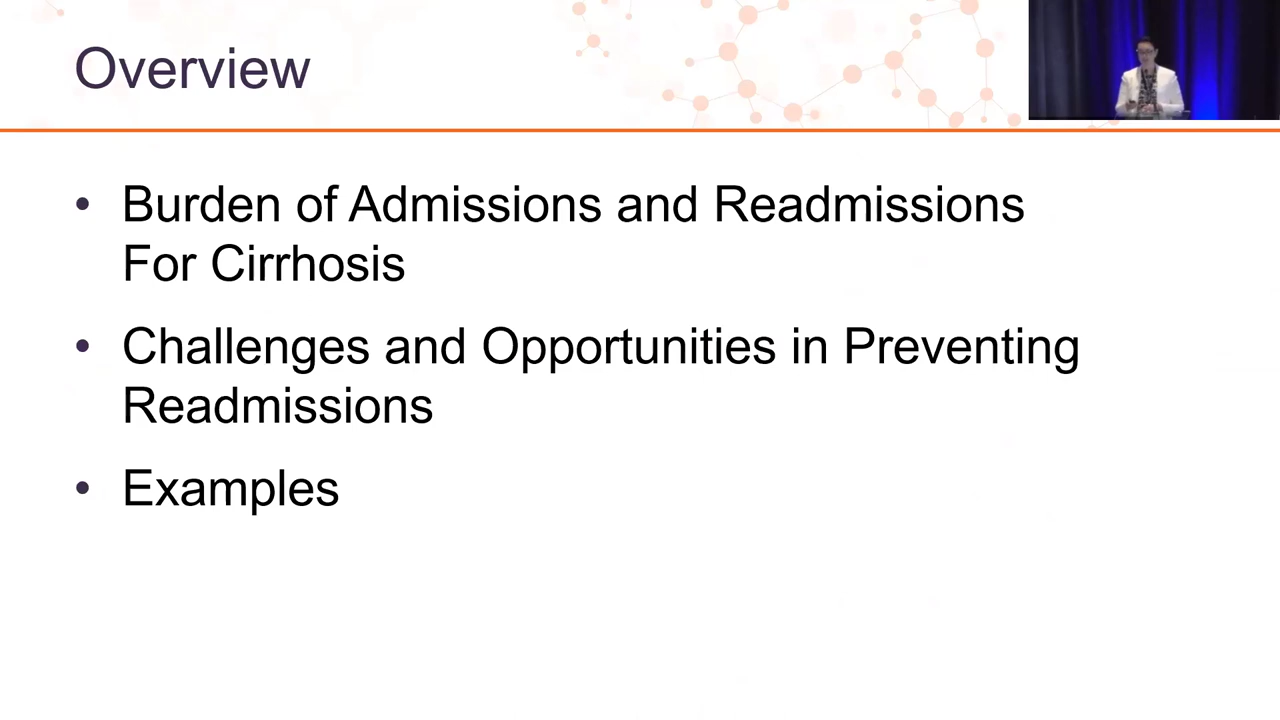 Overview
• Burden of Admissions and Readmissions
For Cirrhosis
• Challenges and Opportunities in Preventing
Readmissions
• Examples